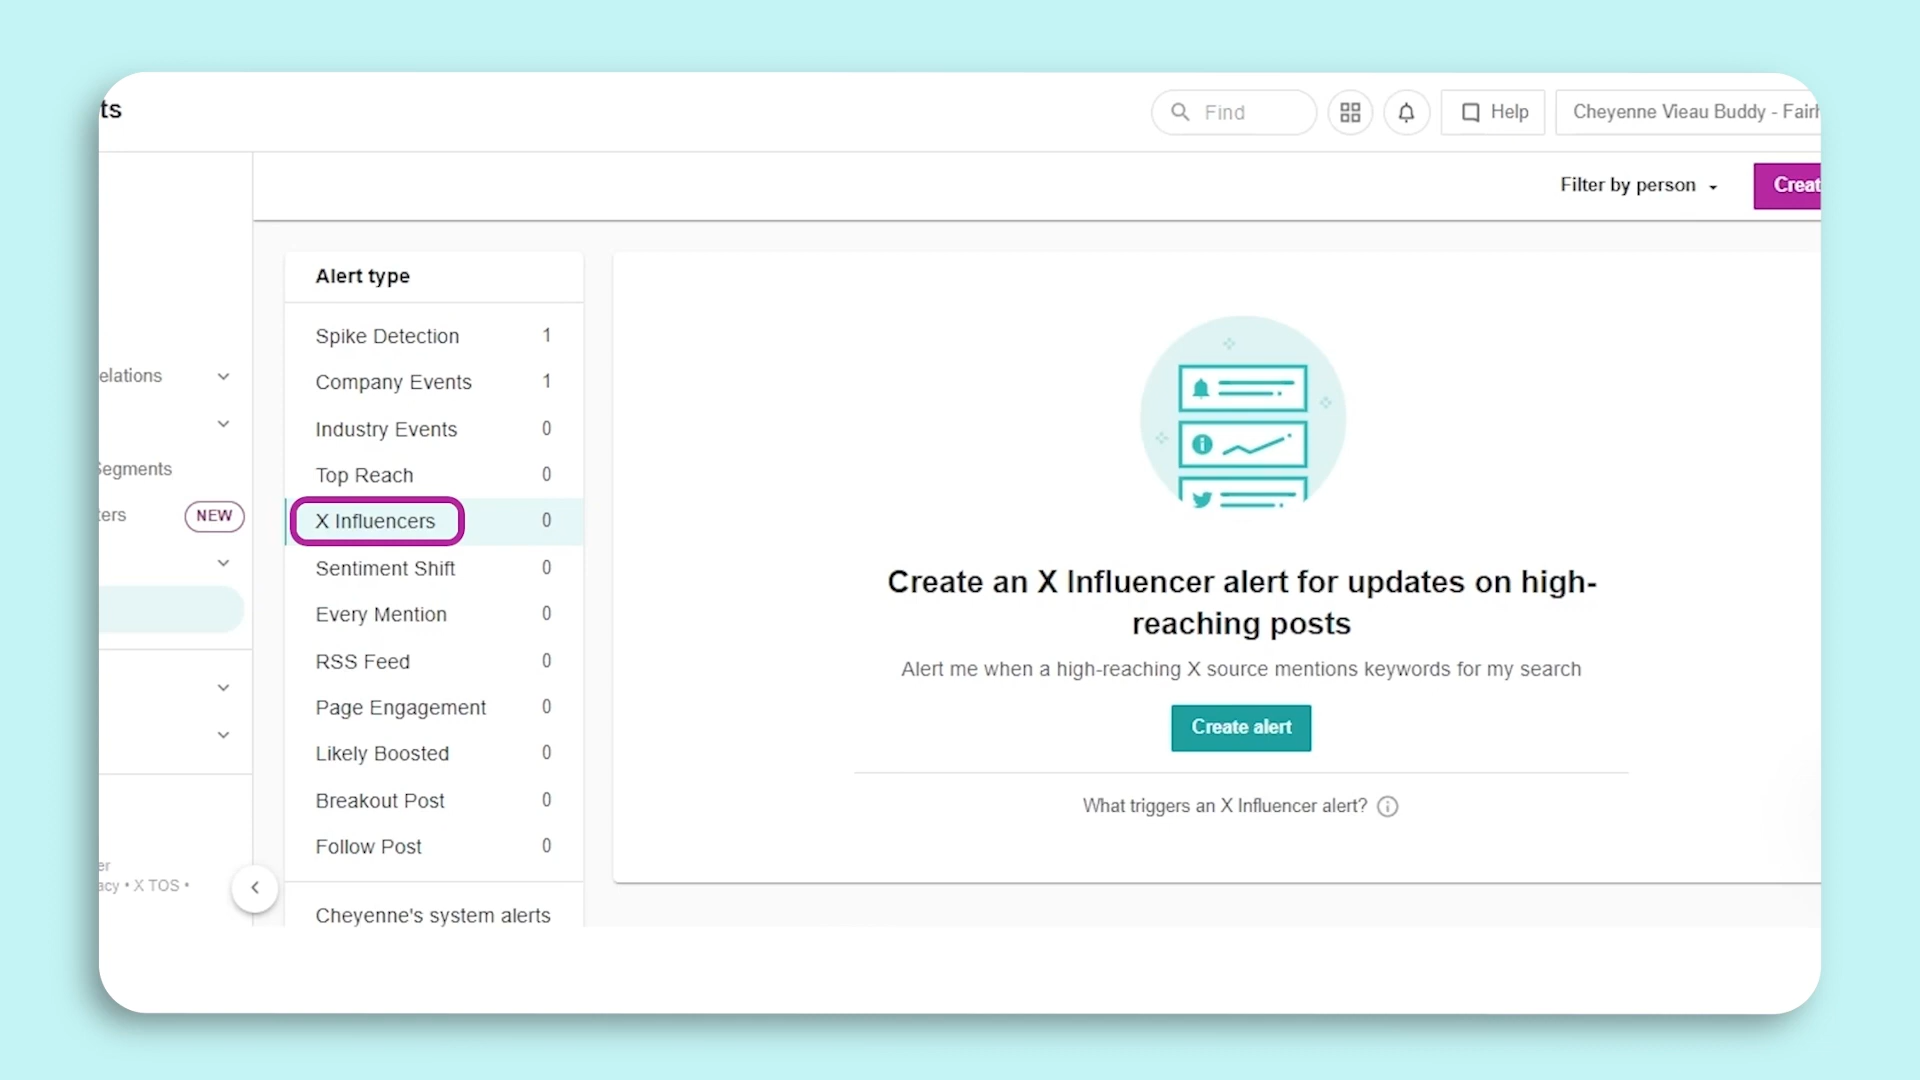 ts
Find
Help
Cheyenne Vieau Buddy - Fairh
Filter by person
Creat
elations
Segments
ters
NEW
er
acy • X TOS •
Alert type
Spike Detection 1
Company Events 1
Industry Events 0
Top Reach 0
X Influencers 0
Sentiment Shift 0
Every Mention 0
RSS Feed 0
Page Engagement 0
Likely Boosted 0
Breakout Post 0
Follow Post 0
Cheyenne's system alerts
Create an X Influencer alert for updates on high-
reaching posts
Alert me when a high-reaching X source mentions keywords for my search
Create alert
What triggers an X Influencer alert?